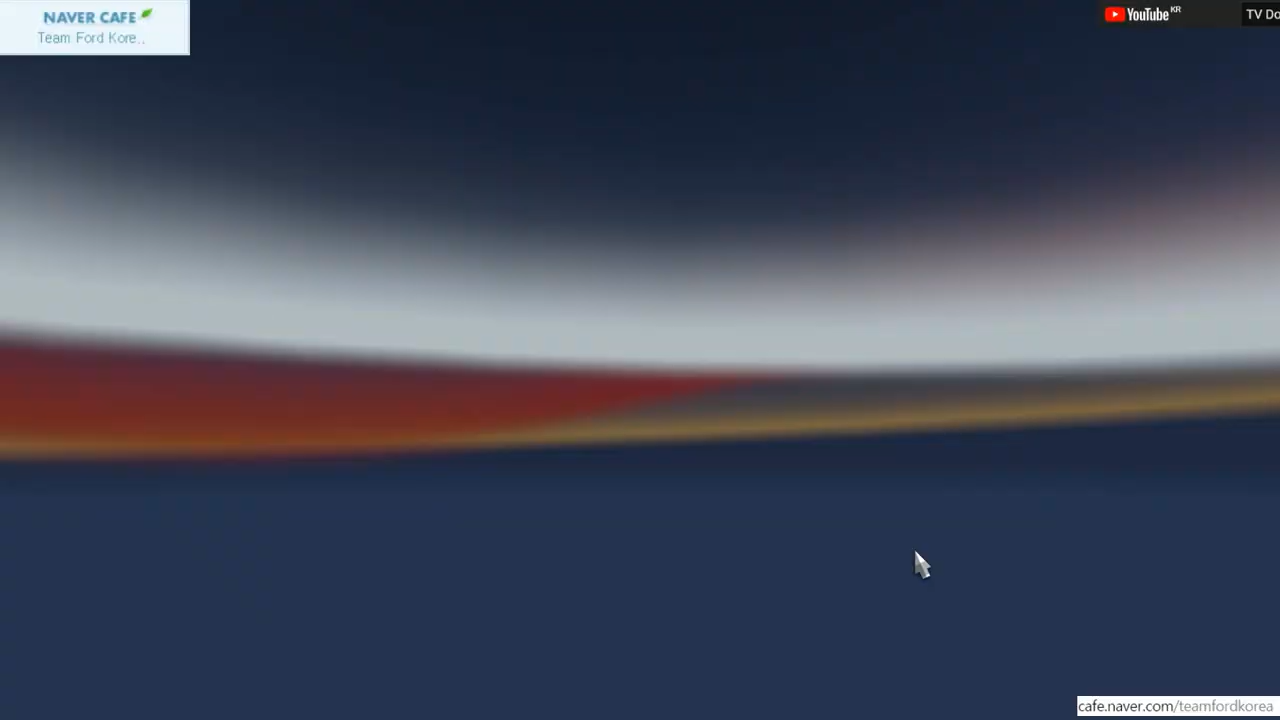 NAVER CAFE
Team Ford Kore..
YouTube KR
TV Do
cafe.naver.com/teamfordkorea